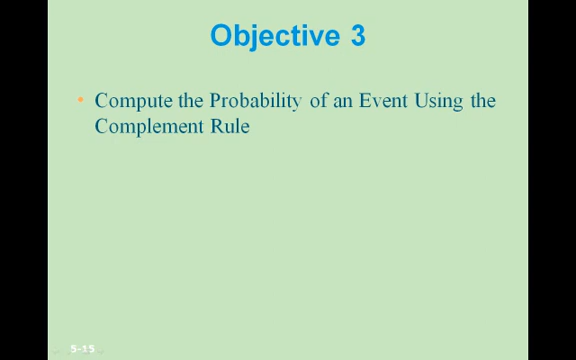 Objective 3
• Compute the Probability of an Event Using the
Complement Rule
5-15